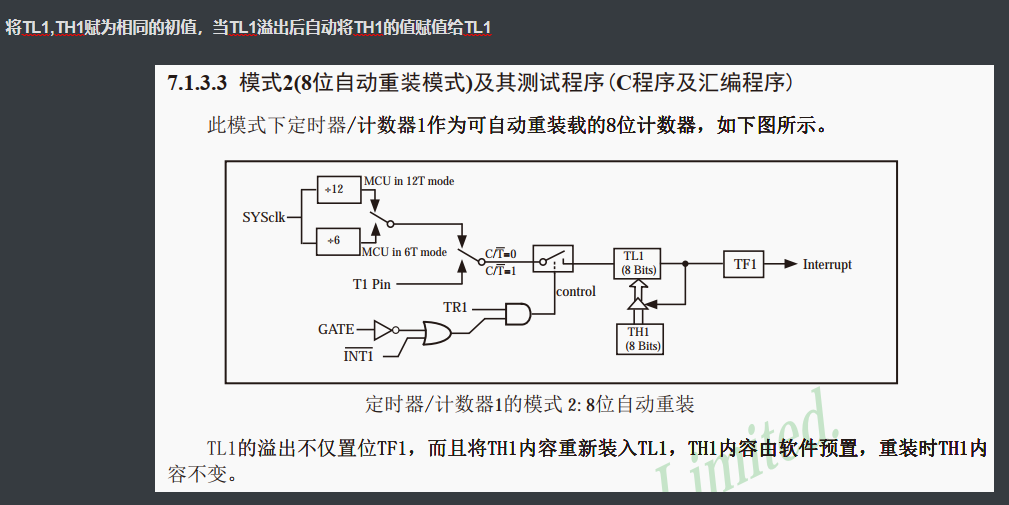 将TL1,TH1赋为相同的初值，当TL1溢出后自动将TH1的值赋值给TL1
7.1.3.3 模式2(8位自动重装模式)及其测试程序(C程序及汇编程序)
此模式下定时器/计数器1作为可自动重装载的8位计数器，如下图所示。
÷12
MCU in 12T mode
SYSclk
÷6
MCU in 6T mode
C/T̅=0
C/T̅=1
T1 Pin
control
TL1
(8 Bits)
TF1
Interrupt
TR1
GATE
I̅N̅T̅1̅
TH1
(8 Bits)
定时器/计数器1的模式 2: 8位自动重装
TL1的溢出不仅置位TF1，而且将TH1内容重新装入TL1，TH1内容由软件预置，重装时TH1内
容不变。
Limited.